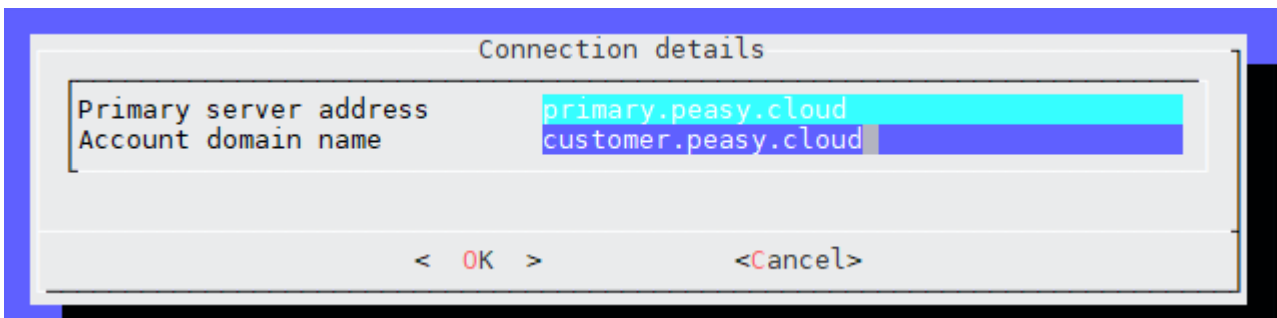 Connection details
Primary server address primary.peasy.cloud
Account domain name customer.peasy.cloud
< OK > <Cancel>